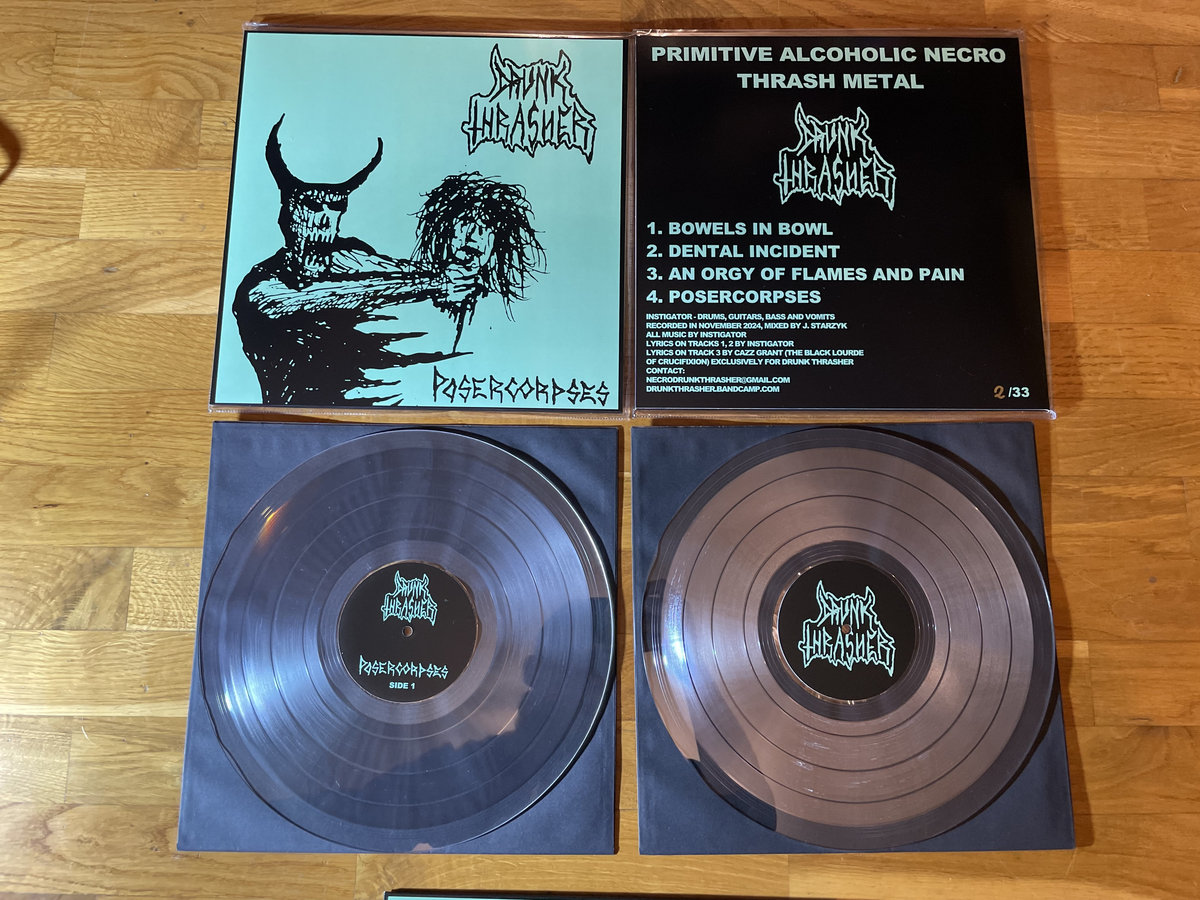 DRUNK
THRASHER
POSERCORPSES
PRIMITIVE ALCOHOLIC NECRO
THRASH METAL
DRUNK
THRASHER
1. BOWELS IN BOWL
2. DENTAL INCIDENT
3. AN ORGY OF FLAMES AND PAIN
4. POSERCORPSES
INSTIGATOR - DRUMS, GUITARS, BASS AND VOMITS
RECORDED IN NOVEMBER 2024, MIXED BY J. STARZYK
ALL MUSIC BY INSTIGATOR
LYRICS ON TRACKS 1, 2 BY INSTIGATOR
LYRICS ON TRACK 3 BY CAZZ GRANT (THE BLACK LOURDE
OF CRUCIFIXION) EXCLUSIVELY FOR DRUNK THRASHER
CONTACT:
NECRODRUNKTHRASHER@GMAIL.COM
DRUNKTHRASHER.BANDCAMP.COM
2 /33
DRUNK
THRASHER
POSERCORPSES
SIDE 1
DRUNK
THRASHER